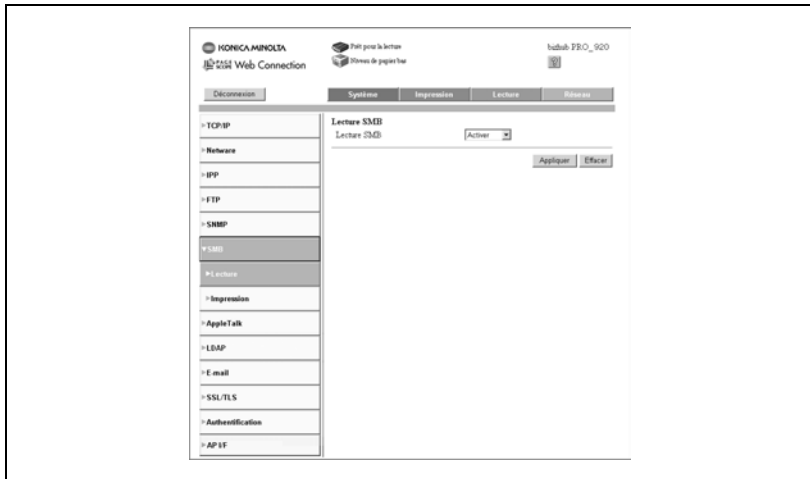 KONICA MINOLTA
PAGE SCOPE Web Connection
Prêt pour la lecture
Niveau de papier bas
bizhub PRO_920
?
Déconnexion
Système
Impression
Lecture
Réseau
TCP/IP
Netware
IPP
FTP
SNMP
SMB
Lecture
Impression
AppleTalk
LDAP
E-mail
SSL/TLS
Authentification
AP I/F
Lecture SMB
Lecture SMB
Activer
Appliquer
Effacer